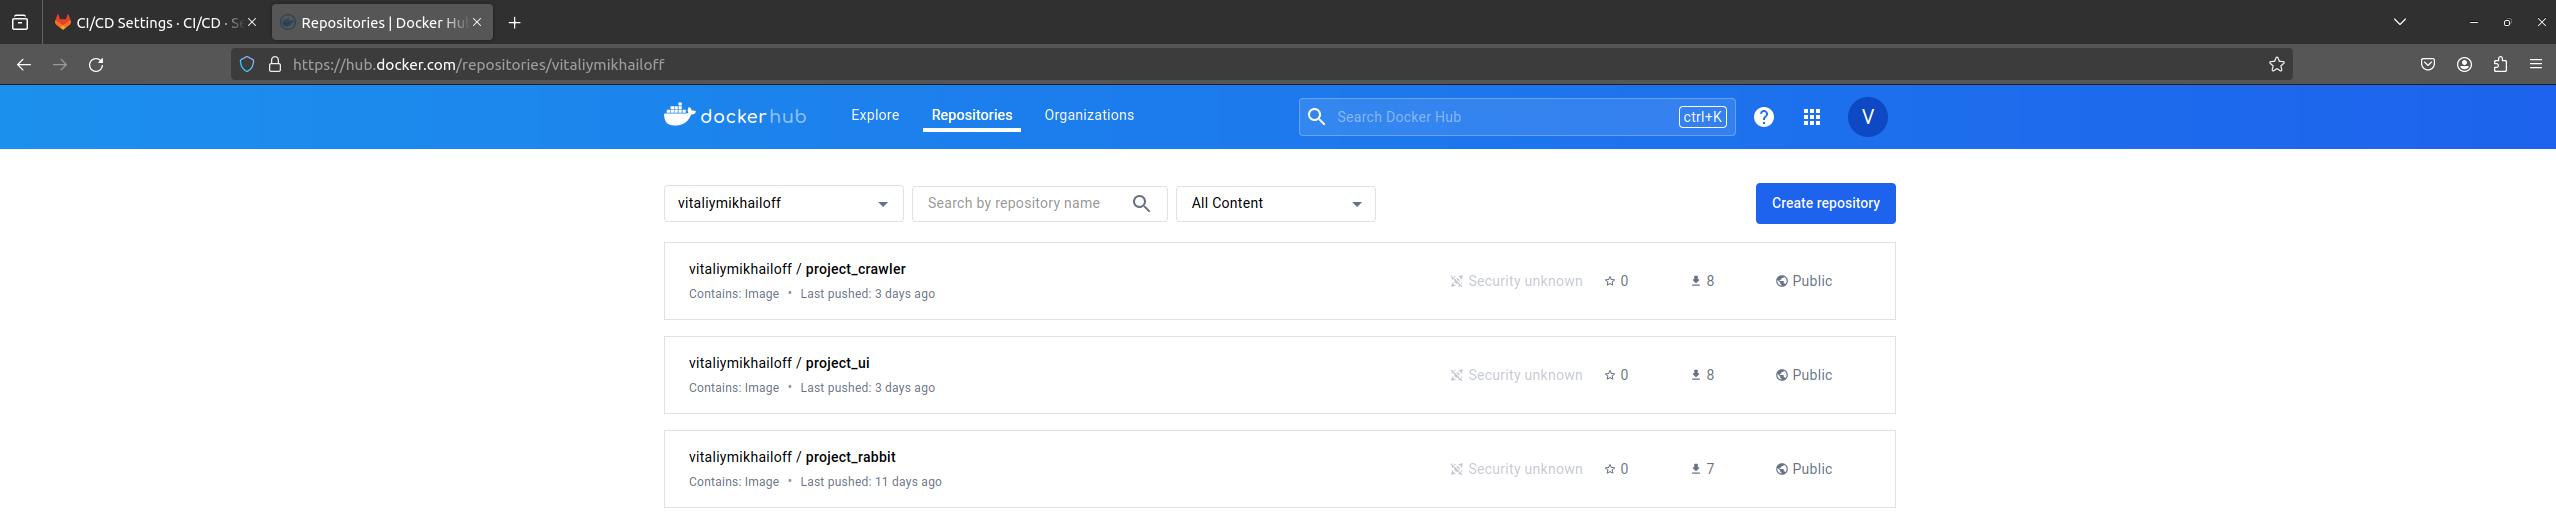 CI/CD Settings · CI/CD · Se
Repositories | Docker Hu
https://hub.docker.com/repositories/vitaliymikhailoff
dockerhub
Explore
Repositories
Organizations
Search Docker Hub
ctrl+K
?
V
vitaliymikhailoff
Search by repository name
All Content
Create repository
vitaliymikhailoff / project_crawler
Contains: Image • Last pushed: 3 days ago
Security unknown
0
8
Public
vitaliymikhailoff / project_ui
Contains: Image • Last pushed: 3 days ago
Security unknown
0
8
Public
vitaliymikhailoff / project_rabbit
Contains: Image • Last pushed: 11 days ago
Security unknown
0
7
Public